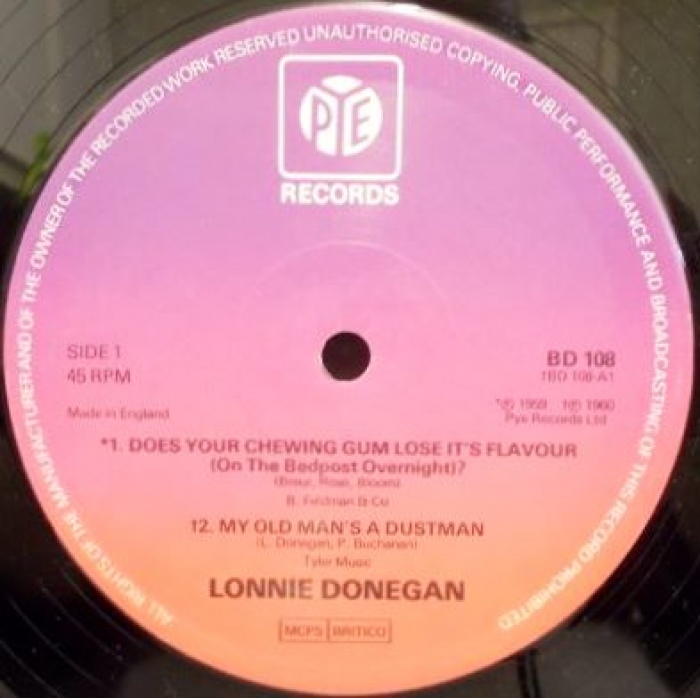 ALL RIGHTS OF THE MANUFACTURER AND OF THE OWNER OF THE RECORDED WORK RESERVED UNAUTHORISED COPYING, PUBLIC PERFORMANCE AND BROADCASTING OF THIS RECORD PROHIBITED
PYE
RECORDS
SIDE 1
45 RPM
BD 108
1BD 108-A1
Made in England
*℗ 1959 †℗ 1960
Pye Records Ltd
*1. DOES YOUR CHEWING GUM LOSE IT'S FLAVOUR
(On The Bedpost Overnight)?
(Breur, Rose, Bloom)
B. Feldman & Co
†2. MY OLD MAN'S A DUSTMAN
(L. Donegan, P. Buchanan)
Tyler Music
LONNIE DONEGAN
MCPS BRITICO